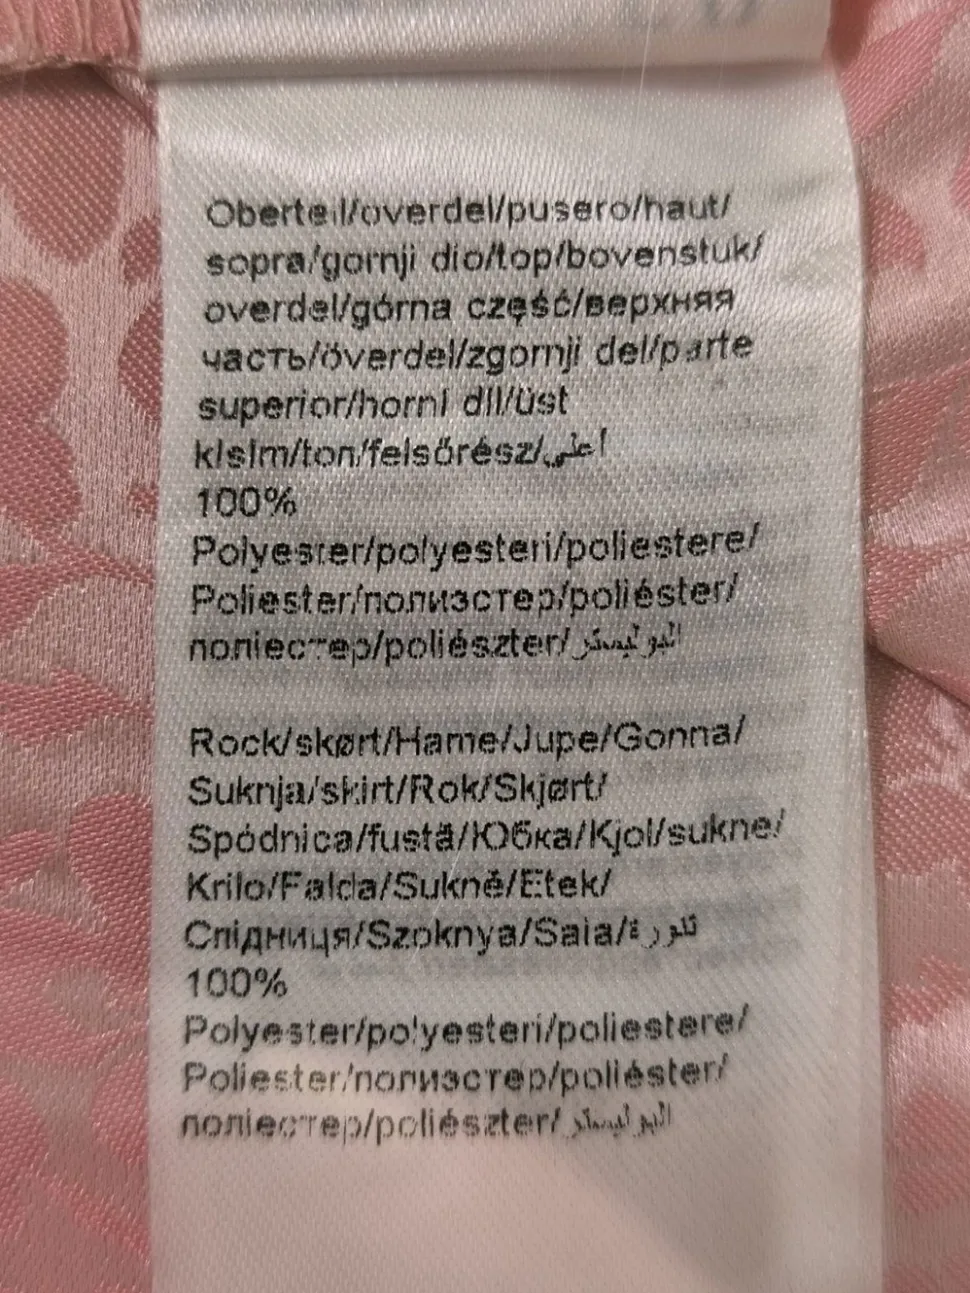 Oberteil/overdel/pusero/haut/
sopra/gornji dio/top/bovenstuk/
overdel/górna część/верхняя
часть/överdel/zgornji del/parte
superior/horní díl/üst
kIsIm/ton/felsőrész/أعلى
100%
Polyester/polyesteri/poliestere/
Poliester/полиэстер/poliéster/
поліестер/poliészter/البوليستر
Rock/skørt/Hame/Jupe/Gonna/
Suknja/skirt/Rok/Skjørt/
Spódnica/fustă/Юбка/Kjol/sukne/
Krilo/Falda/Sukně/Etek/
Спідниця/Szoknya/Saia/تنورة
100%
Polyester/polyesteri/poliestere/
Poliester/полиэстер/poliéster/
поліестер/poliészter/البوليستر